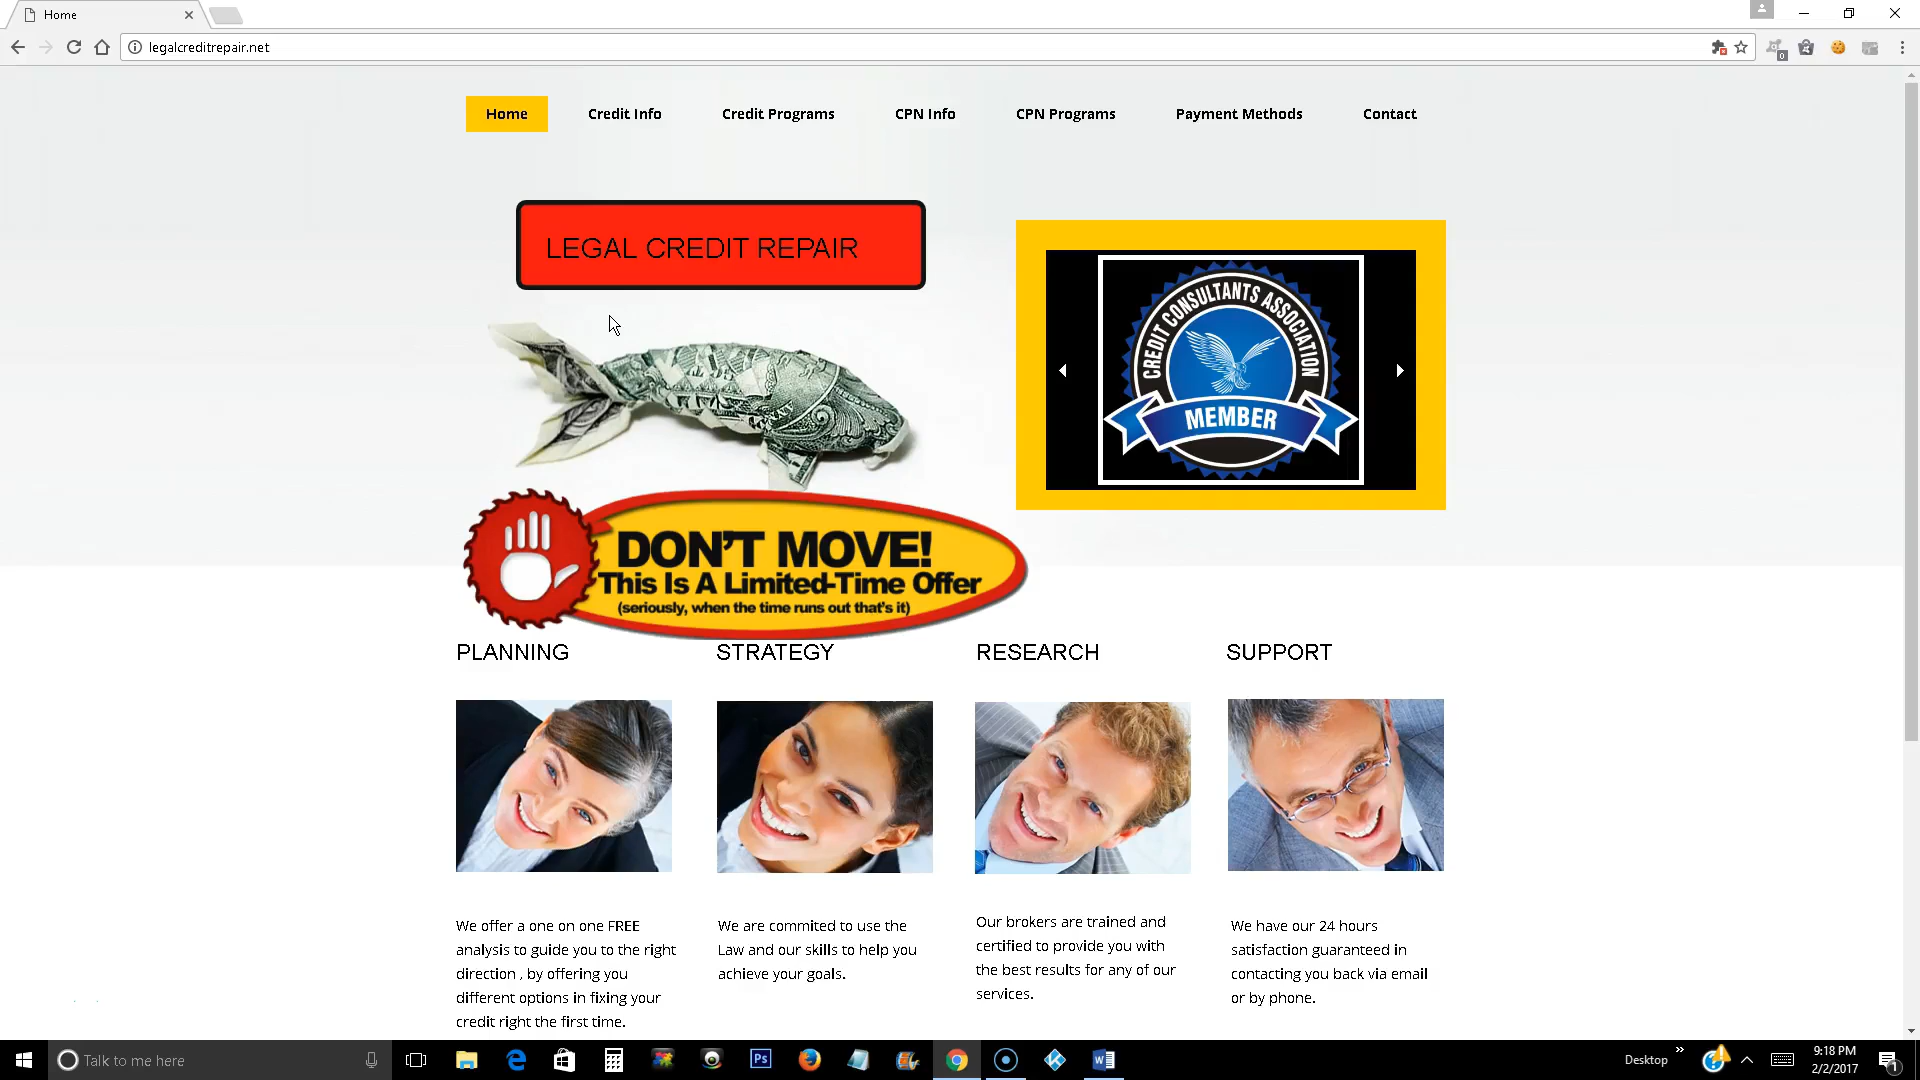 Home
legalcreditrepair.net
0
Home
Credit Info
Credit Programs
CPN Info
CPN Programs
Payment Methods
Contact
LEGAL CREDIT REPAIR
CREDIT CONSULTANTS ASSOCIATION
MEMBER
DON'T MOVE!
This Is A Limited-Time Offer
(seriously, when the time runs out that's it)
PLANNING
STRATEGY
RESEARCH
SUPPORT
We offer a one on one FREE
analysis to guide you to the right
direction , by offering you
different options in fixing your
credit right the first time.
We are commited to use the
Law and our skills to help you
achieve your goals.
Our brokers are trained and
certified to provide you with
the best results for any of our
services.
We have our 24 hours
satisfaction guaranteed in
contacting you back via email
or by phone.
Talk to me here
Ps
Desktop
9:18 PM
2/2/2017
1